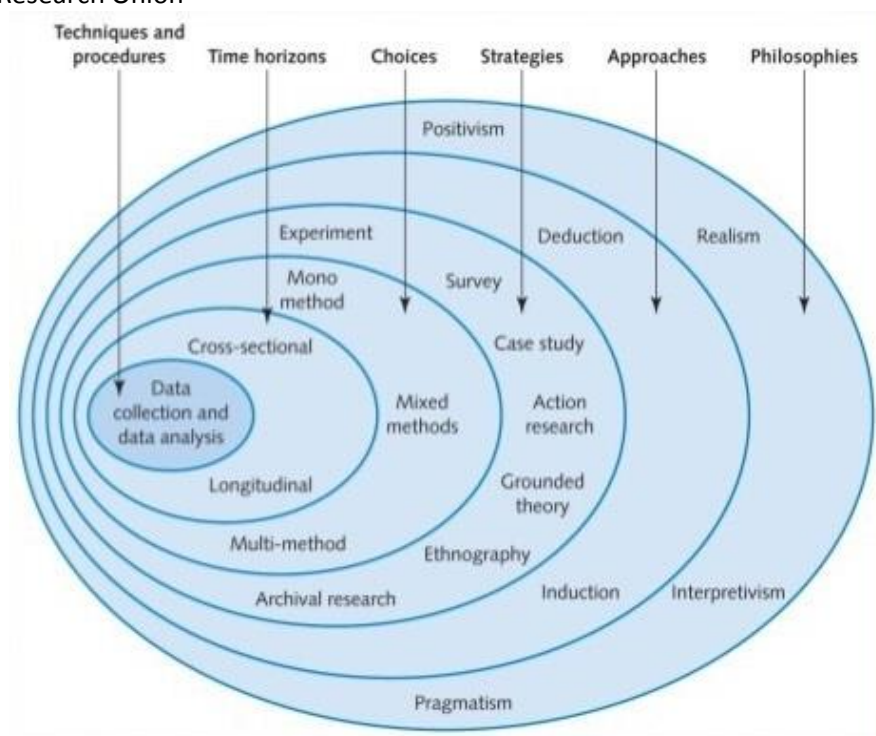 Research Onion
Techniques and
procedures
Time horizons
Choices
Strategies
Approaches
Philosophies
Positivism
Experiment
Deduction
Realism
Mono
method
Survey
Cross-sectional
Case study
Data
collection and
data analysis
Mixed
methods
Action
research
Longitudinal
Grounded
theory
Multi-method
Ethnography
Archival research
Induction
Interpretivism
Pragmatism